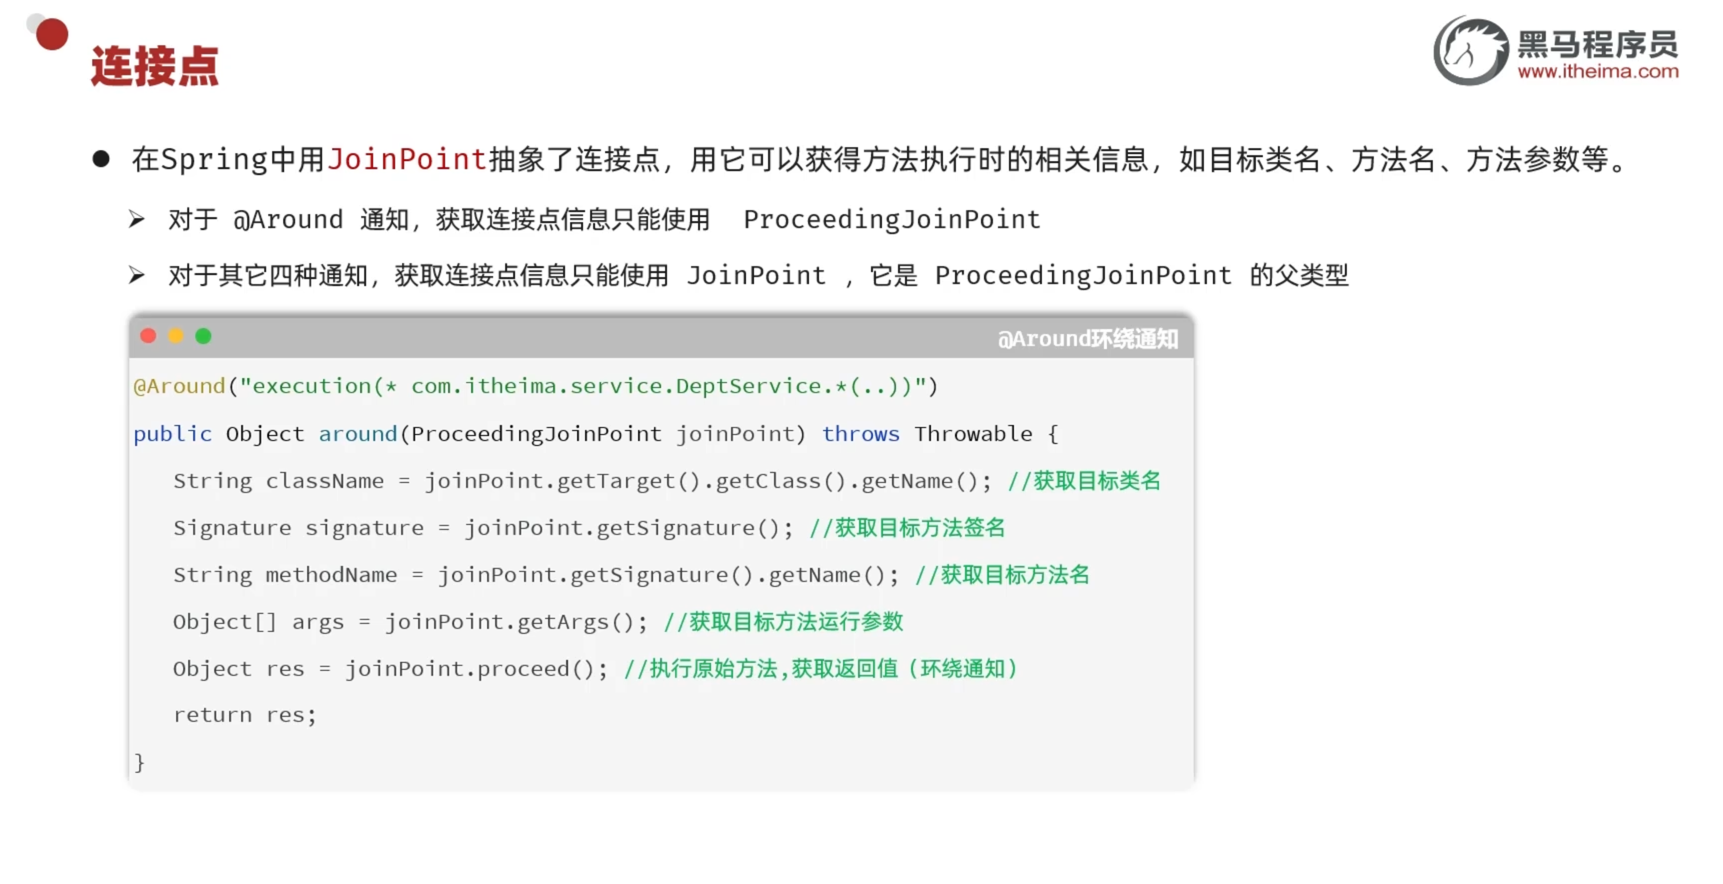 连接点
黑马程序员
www.itheima.com
在Spring中用JoinPoint抽象了连接点，用它可以获得方法执行时的相关信息，如目标类名、方法名、方法参数等。
对于 @Around 通知，获取连接点信息只能使用 ProceedingJoinPoint
对于其它四种通知，获取连接点信息只能使用 JoinPoint ，它是 ProceedingJoinPoint 的父类型
@Around环绕通知
@Around("execution(* com.itheima.service.DeptService.*(..))")
public Object around(ProceedingJoinPoint joinPoint) throws Throwable {
String className = joinPoint.getTarget().getClass().getName(); //获取目标类名
Signature signature = joinPoint.getSignature(); //获取目标方法签名
String methodName = joinPoint.getSignature().getName(); //获取目标方法名
Object[] args = joinPoint.getArgs(); //获取目标方法运行参数
Object res = joinPoint.proceed(); //执行原始方法,获取返回值（环绕通知）
return res;
}